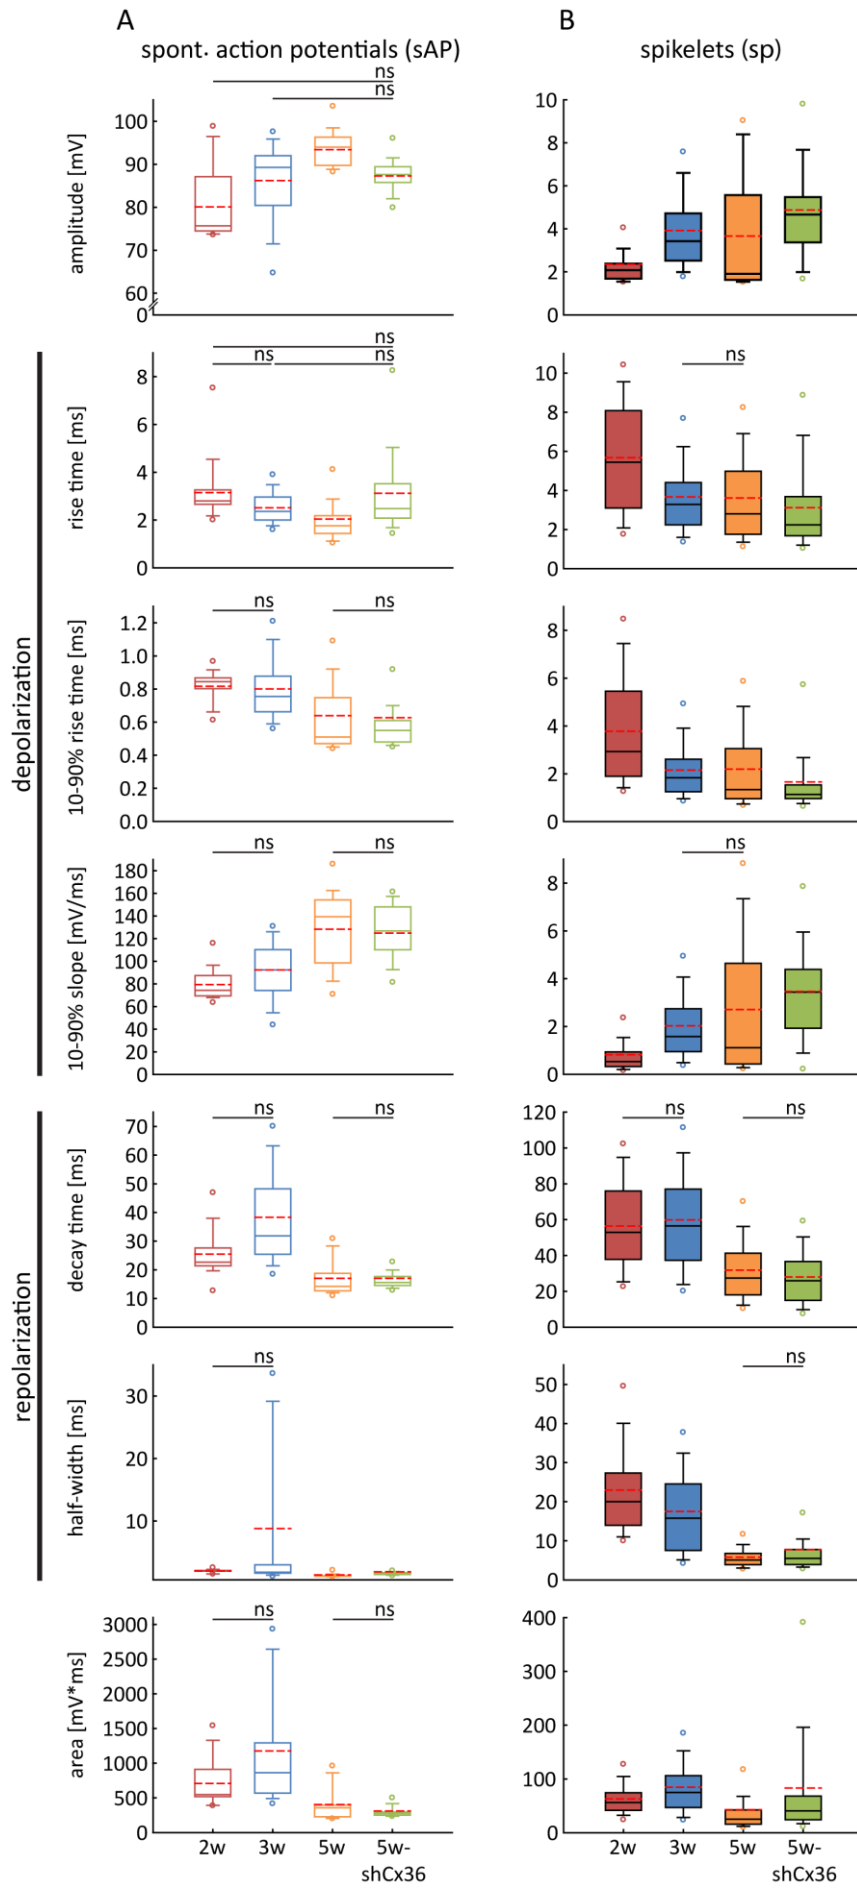 A
B
spont. action potentials (sAP)
spikelets (sp)
amplitude [mV]
100
90
80
70
60
0
ns
ns
10
8
6
4
2
0
depolarization
rise time [ms]
8
6
4
2
0
ns
ns
ns
10
8
6
4
2
0
ns
10-90% rise time [ms]
1.2
1.0
0.8
0.6
0.4
0.2
0.0
ns
ns
8
6
4
2
0
10-90% slope [mV/ms]
180
160
140
120
100
80
60
40
20
0
ns
ns
8
6
4
2
0
ns
repolarization
decay time [ms]
70
60
50
40
30
20
10
0
ns
ns
120
100
80
60
40
20
0
ns
ns
half-width [ms]
30
20
10
ns
50
40
30
20
10
0
ns
area [mV*ms]
3000
2500
2000
1500
1000
500
0
ns
ns
400
300
200
100
0
2w
3w
5w
5w-
shCx36
2w
3w
5w
5w-
shCx36